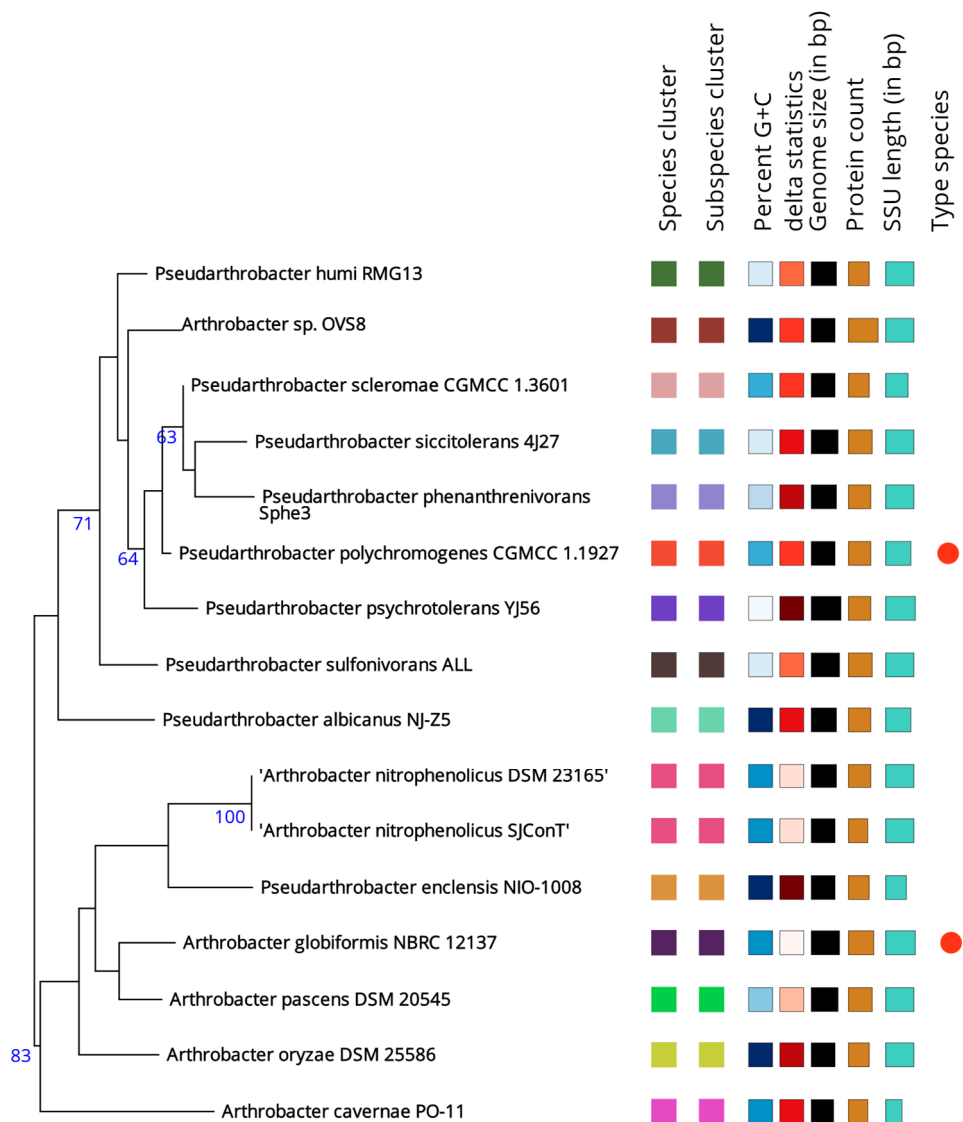 Species cluster
Subspecies cluster
Percent G+C
delta statistics
Genome size (in bp)
Protein count
SSU length (in bp)
Type species
Pseudarthrobacter humi RMG13
Arthrobacter sp. OVS8
Pseudarthrobacter scleromae CGMCC 1.3601
63
Pseudarthrobacter siccitolerans 4J27
Pseudarthrobacter phenanthrenivorans
Sphe3
71
Pseudarthrobacter polychromogenes CGMCC 1.1927
64
Pseudarthrobacter psychrotolerans YJ56
Pseudarthrobacter sulfonivorans ALL
Pseudarthrobacter albicanus NJ-Z5
'Arthrobacter nitrophenolicus DSM 23165'
100
'Arthrobacter nitrophenolicus SJConT'
Pseudarthrobacter enclensis NIO-1008
Arthrobacter globiformis NBRC 12137
Arthrobacter pascens DSM 20545
Arthrobacter oryzae DSM 25586
83
Arthrobacter cavernae PO-11